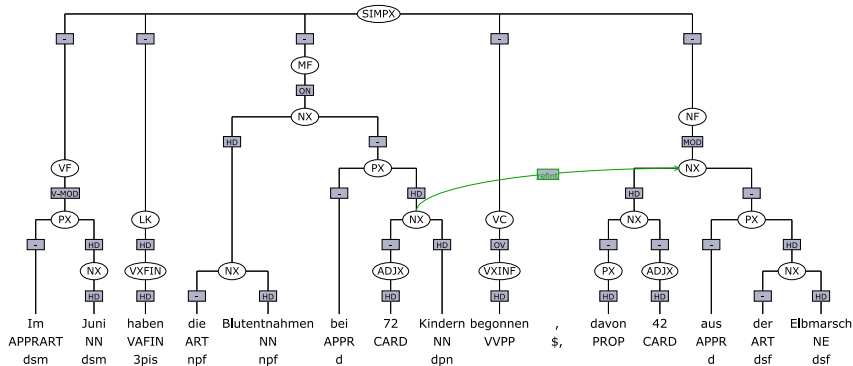 SIMPX
- - - - -
MF
ON
NX NF
HD - MOD
VF PX NX
V-MOD - HD refint HD -
PX LK NX VC NX PX
- HD HD - HD OV - - - HD
NX VXFIN NX ADJX VXINF PX ADJX NX
HD HD - HD HD HD HD HD - HD
Im Juni haben die Blutentnahmen bei 72 Kindern begonnen , davon 42 aus der Elbmarsch
APPRART NN VAFIN ART NN APPR CARD NN VVPP $, PROP CARD APPR ART NE
dsm dsm 3pis npf npf d dpn d dsf dsf